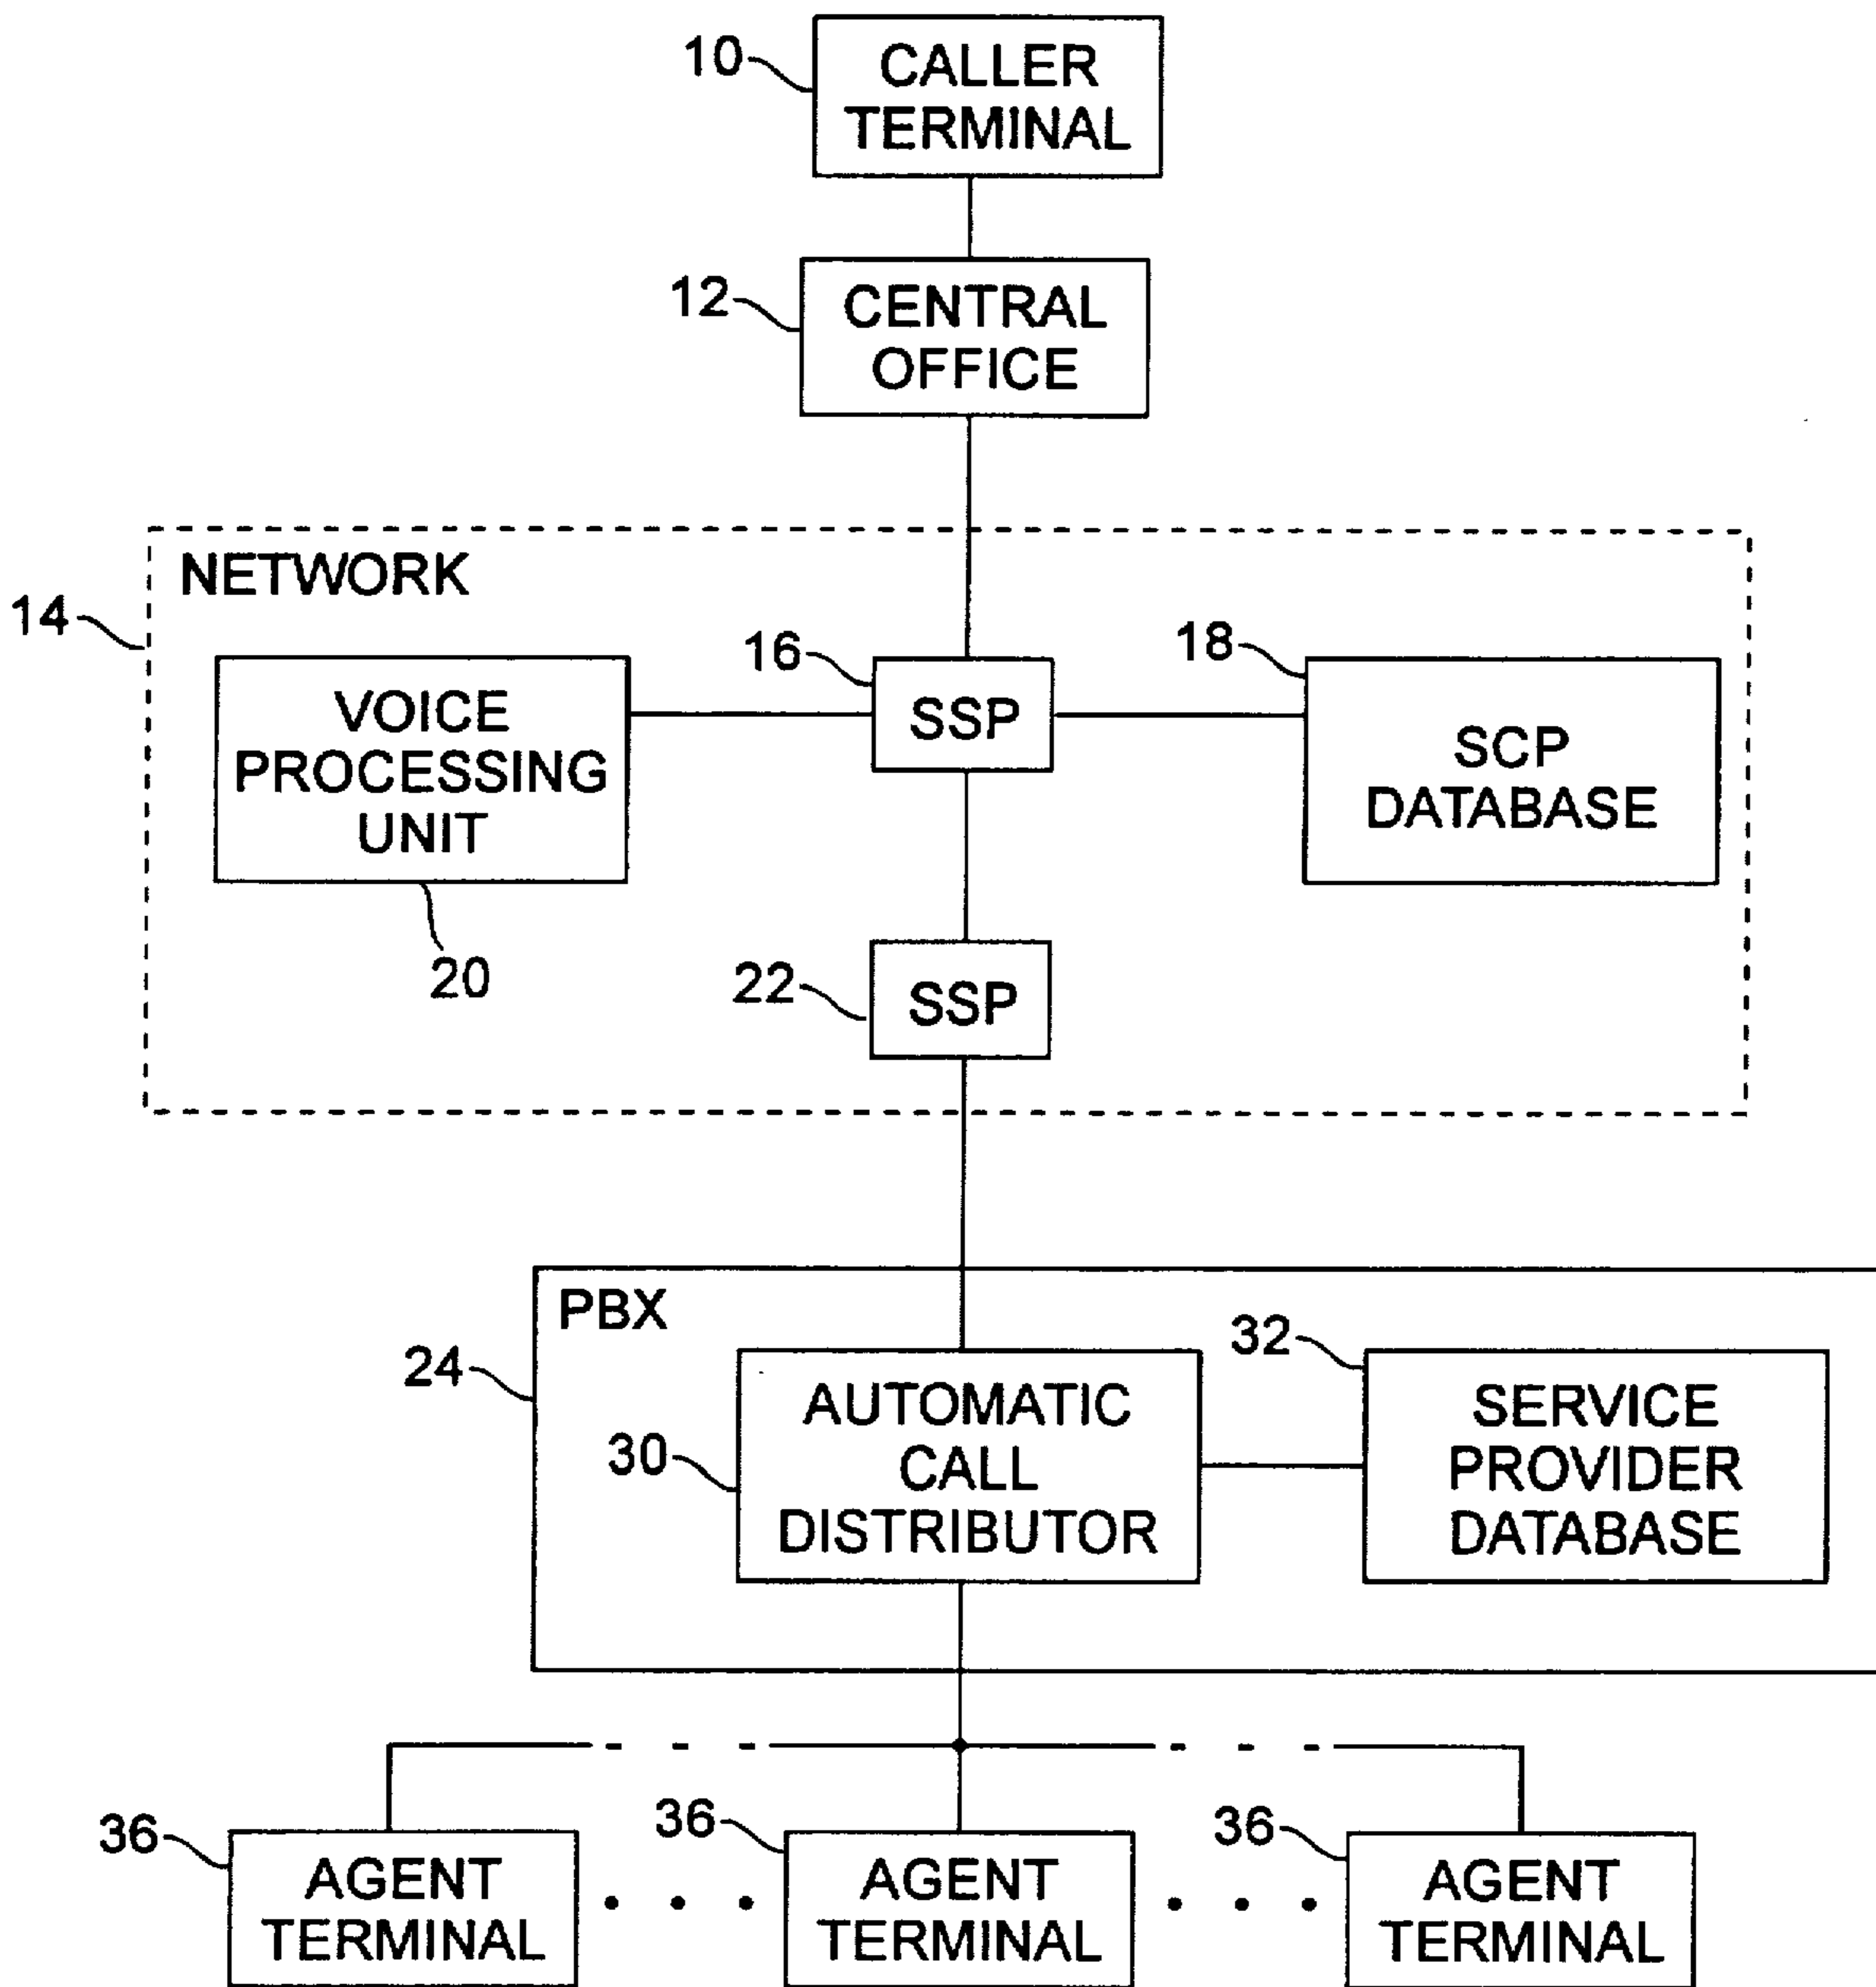 10
CALLER
TERMINAL
12
CENTRAL
OFFICE
NETWORK
14
16
18
VOICE
PROCESSING
UNIT
SSP
SCP
DATABASE
20
22
SSP
PBX
24
32
30
AUTOMATIC
CALL
DISTRIBUTOR
SERVICE
PROVIDER
DATABASE
36
AGENT
TERMINAL
36
AGENT
TERMINAL
36
AGENT
TERMINAL